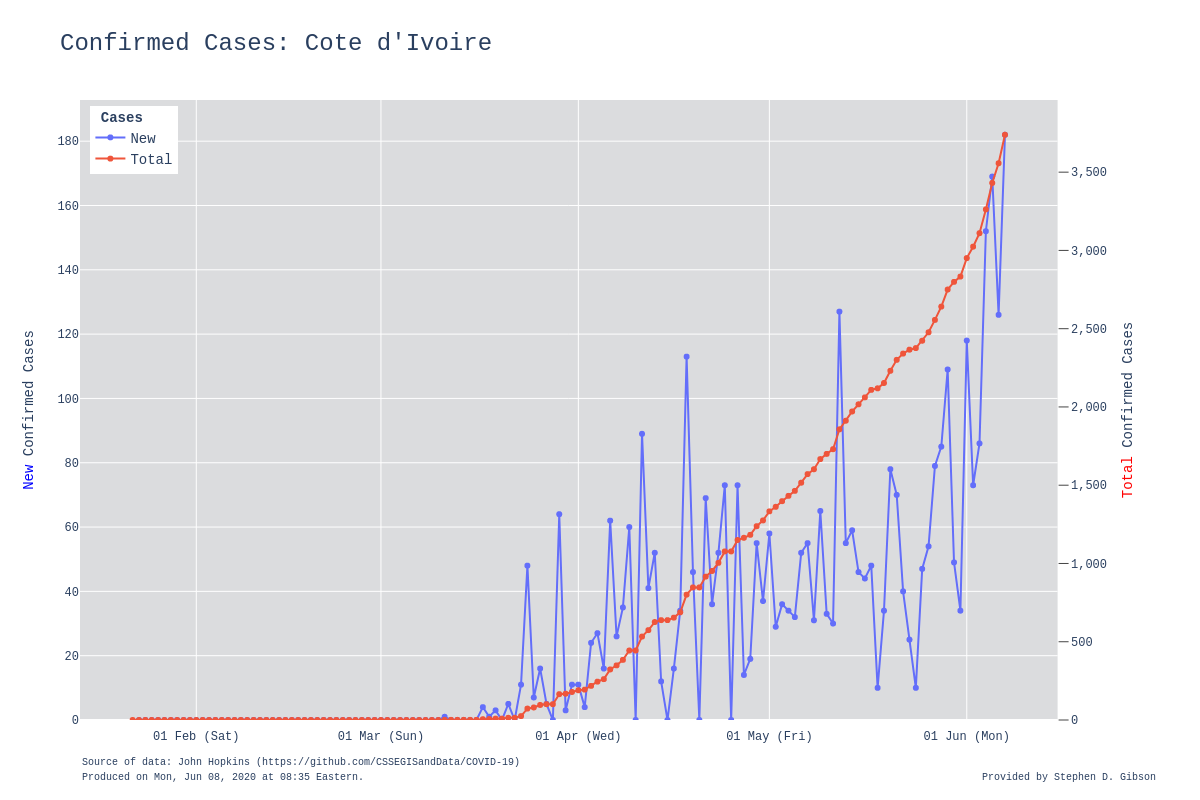 Confirmed Cases: Cote d'Ivoire
Cases
New
Total
180
160
140
120
100
80
60
40
20
0
3,500
3,000
2,500
2,000
1,500
1,000
500
0
New Confirmed Cases
Total Confirmed Cases
01 Feb (Sat)
01 Mar (Sun)
01 Apr (Wed)
01 May (Fri)
01 Jun (Mon)
Source of data: John Hopkins (https://github.com/CSSEGISandData/COVID-19)
Produced on Mon, Jun 08, 2020 at 08:35 Eastern.
Provided by Stephen D. Gibson